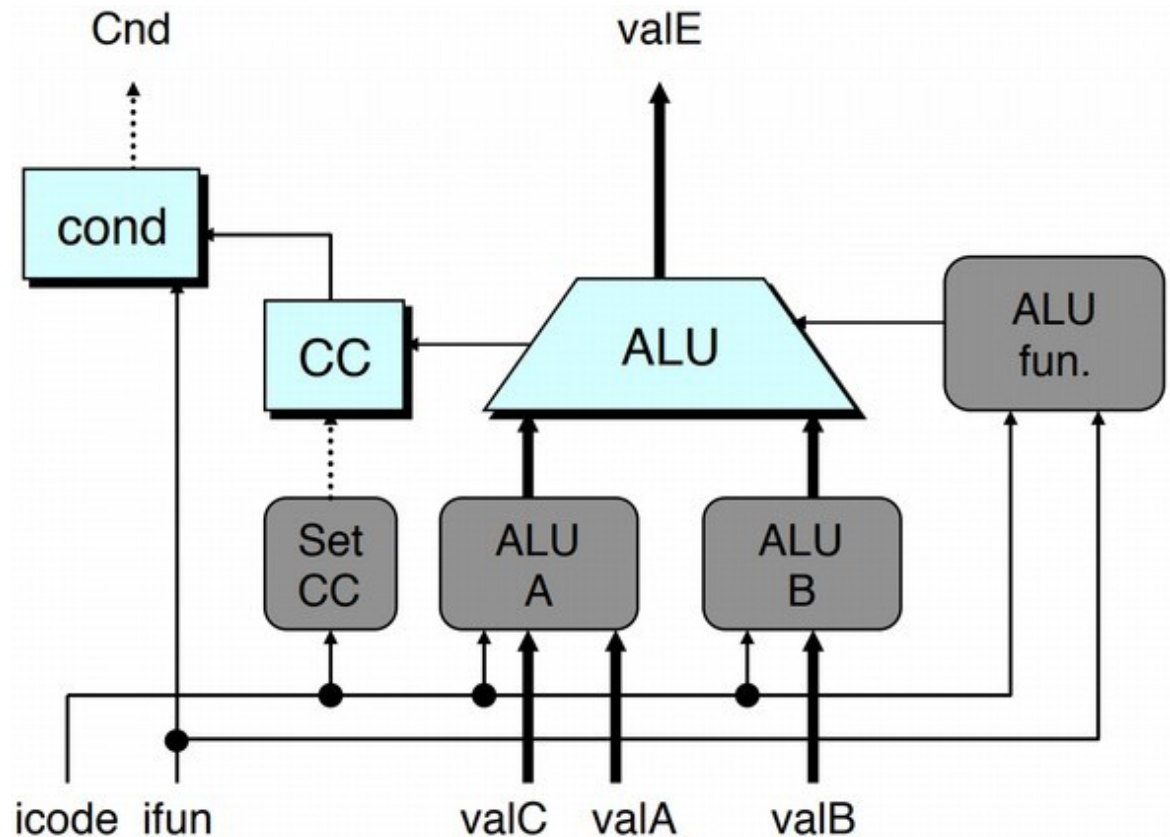 Cnd
valE
cond
CC
ALU
ALU
fun.
Set
CC
ALU
A
ALU
B
icode
ifun
valC
valA
valB